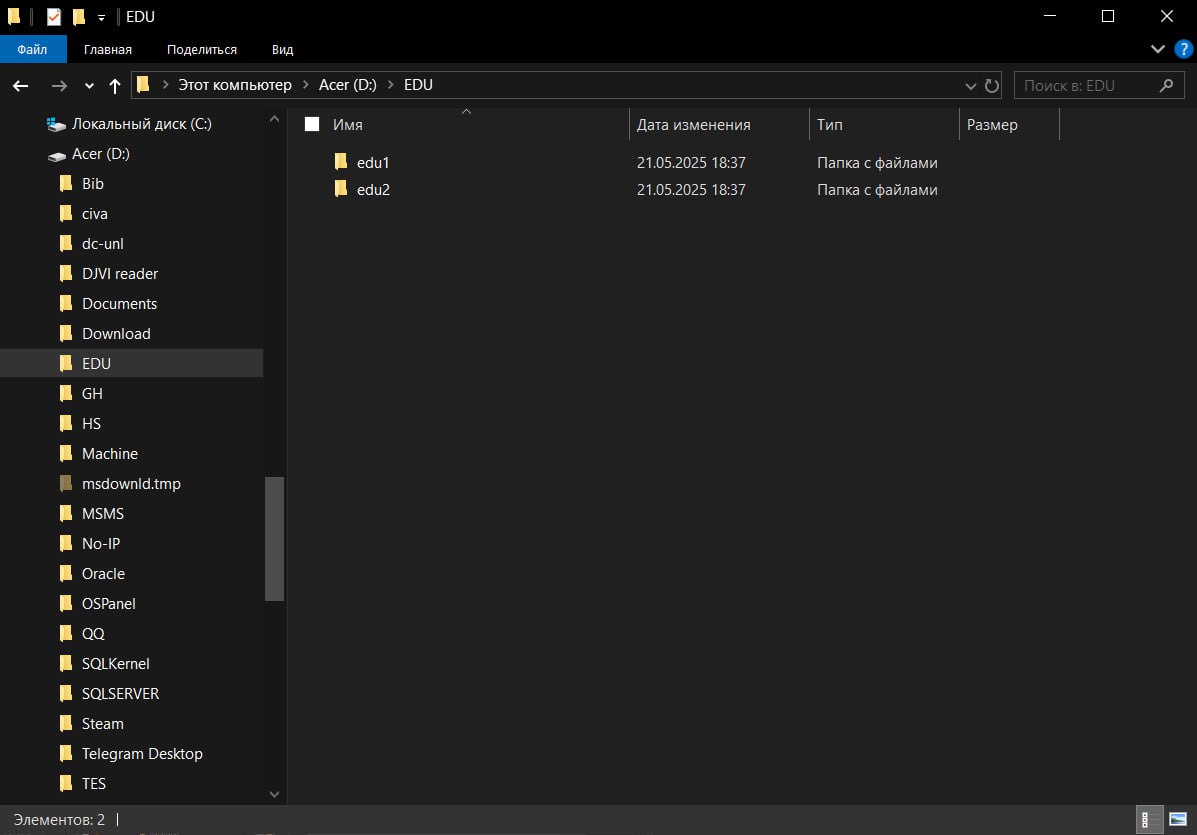 EDU
Файл Главная Поделиться Вид
Этот компьютер Acer (D:) EDU
Поиск в: EDU
Локальный диск (C:)
Acer (D:)
Bib
civa
dc-unl
DJVI reader
Documents
Download
EDU
GH
HS
Machine
msdownld.tmp
MSMS
No-IP
Oracle
OSPanel
QQ
SQLKernel
SQLSERVER
Steam
Telegram Desktop
TES
Имя Дата изменения Тип Размер
edu1 21.05.2025 18:37 Папка с файлами
edu2 21.05.2025 18:37 Папка с файлами
Элементов: 2